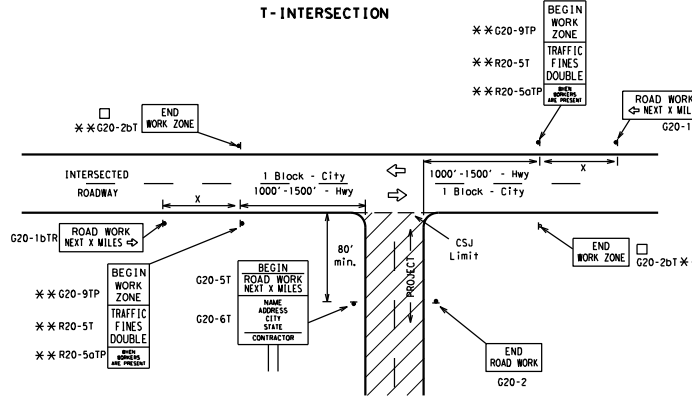 T-INTERSECTION
BEGIN
WORK
ZONE
TRAFFIC
FINES
DOUBLE
WHEN
WORKERS
ARE PRESENT
**G20-9TP
**R20-5T
**R20-5aTP
ROAD WORK
⇦ NEXT X MILE
G20-1
□
**G20-2bT
END
WORK ZONE
INTERSECTED
ROADWAY
1 Block - City
1000'-1500' - Hwy
X
⇦
⇨
1000'-1500' - Hwy
1 Block - City
X
G20-1bTR
ROAD WORK
NEXT X MILES ⇨
80'
min.
CSJ
Limit
END
WORK ZONE
□
G20-2bT*
**G20-9TP
**R20-5T
**R20-5aTP
BEGIN
WORK
ZONE
TRAFFIC
FINES
DOUBLE
WHEN
WORKERS
ARE PRESENT
G20-5T
G20-6T
BEGIN
ROAD WORK
NEXT X MILES
NAME
ADDRESS
CITY
STATE
CONTRACTOR
PROJECT
END
ROAD WORK
G20-2